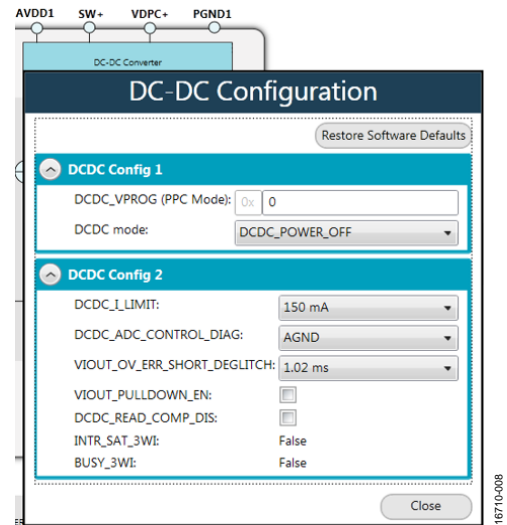 AVDD1 SW+ VDPC+ PGND1
DC-DC Converter
DC-DC Configuration
Restore Software Defaults
DCDC Config 1
DCDC_VPROG (PPC Mode): 0x 0
DCDC mode: DCDC_POWER_OFF
DCDC Config 2
DCDC_I_LIMIT: 150 mA
DCDC_ADC_CONTROL_DIAG: AGND
VIOUT_OV_ERR_SHORT_DEGLITCH: 1.02 ms
VIOUT_PULLDOWN_EN:
DCDC_READ_COMP_DIS:
INTR_SAT_3WI: False
BUSY_3WI: False
Close
16710-008